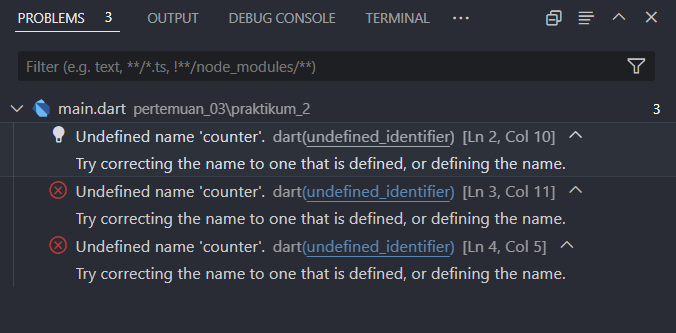 PROBLEMS 3 OUTPUT DEBUG CONSOLE TERMINAL ...
Filter (e.g. text, **/*.ts, !**/node_modules/**)
main.dart pertemuan_03\praktikum_2 3
Undefined name 'counter'. dart(undefined_identifier) [Ln 2, Col 10]
Try correcting the name to one that is defined, or defining the name.
Undefined name 'counter'. dart(undefined_identifier) [Ln 3, Col 11]
Try correcting the name to one that is defined, or defining the name.
Undefined name 'counter'. dart(undefined_identifier) [Ln 4, Col 5]
Try correcting the name to one that is defined, or defining the name.